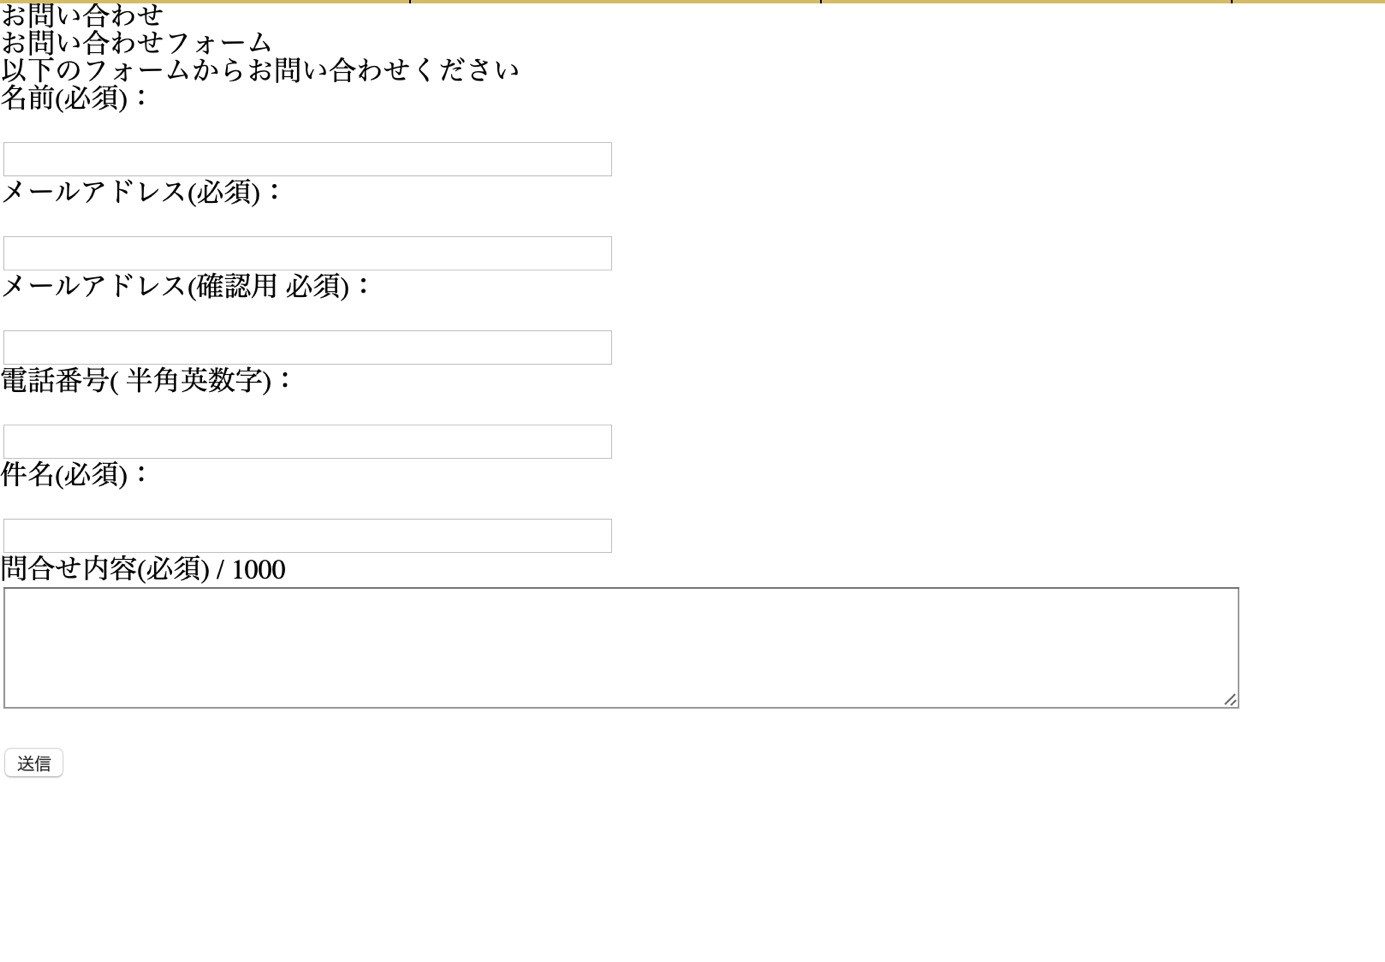 お問い合わせ
お問い合わせフォーム
以下のフォームからお問い合わせください
名前(必須)：
メールアドレス(必須)：
メールアドレス(確認用 必須)：
電話番号( 半角英数字)：
件名(必須)：
問合せ内容(必須) / 1000
送信